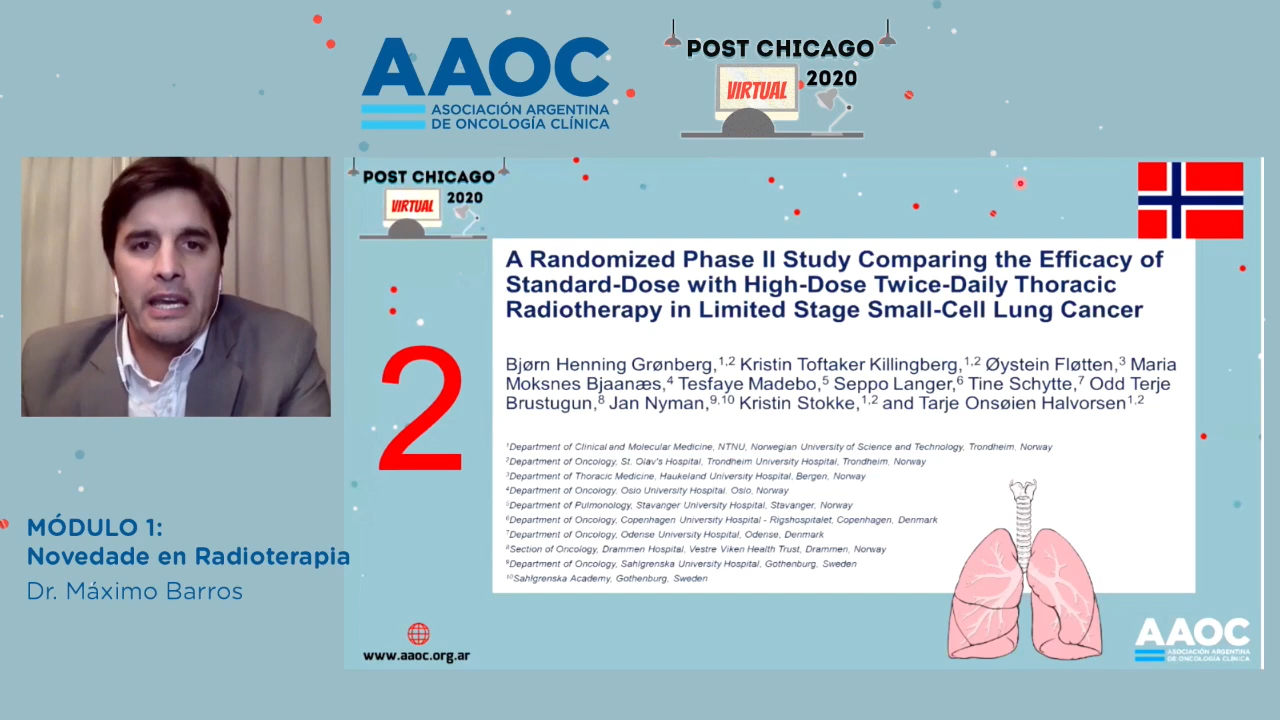 AAOC
ASOCIACIÓN ARGENTINA
DE ONCOLOGÍA CLÍNICA
POST CHICAGO
2020
VIRTUAL
POST CHICAGO
2020
VIRTUAL
2
A Randomized Phase II Study Comparing the Efficacy of
Standard-Dose with High-Dose Twice-Daily Thoracic
Radiotherapy in Limited Stage Small-Cell Lung Cancer
Bjørn Henning Grønberg,1,2 Kristin Toftaker Killingberg,1,2 Øystein Fløtten,3 Maria
Moksnes Bjaanæs,4 Tesfaye Madebo,5 Seppo Langer,6 Tine Schytte,7 Odd Terje
Brustugun,8 Jan Nyman,9,10 Kristin Stokke,1,2 and Tarje Onsøien Halvorsen1,2
1Department of Clinical and Molecular Medicine, NTNU, Norwegian University of Science and Technology, Trondheim, Norway
2Department of Oncology, St. Olav's Hospital, Trondheim University Hospital, Trondheim, Norway
3Department of Thoracic Medicine, Haukeland University Hospital, Bergen, Norway
4Department of Oncology, Oslo University Hospital, Oslo, Norway
5Department of Pulmonology, Stavanger University Hospital, Stavanger, Norway
6Department of Oncology, Copenhagen University Hospital - Rigshospitalet, Copenhagen, Denmark
7Department of Oncology, Odense University Hospital, Odense, Denmark
8Section of Oncology, Drammen Hospital, Vestre Viken Health Trust, Drammen, Norway
9Department of Oncology, Sahlgrenska University Hospital, Gothenburg, Sweden
10Sahlgrenska Academy, Gothenburg, Sweden
MÓDULO 1:
Novedade en Radioterapia
Dr. Máximo Barros
www.aaoc.org.ar
AAOC
ASOCIACIÓN ARGENTINA
DE ONCOLOGÍA CLÍNICA